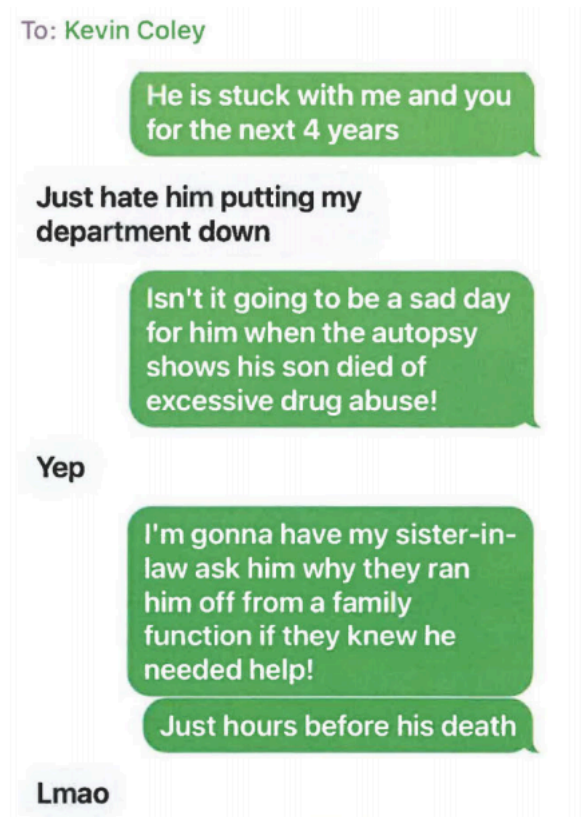 To: Kevin Coley
He is stuck with me and you
for the next 4 years
Just hate him putting my
department down
Isn't it going to be a sad day
for him when the autopsy
shows his son died of
excessive drug abuse!
Yep
I'm gonna have my sister-in-
law ask him why they ran
him off from a family
function if they knew he
needed help!
Just hours before his death
Lmao